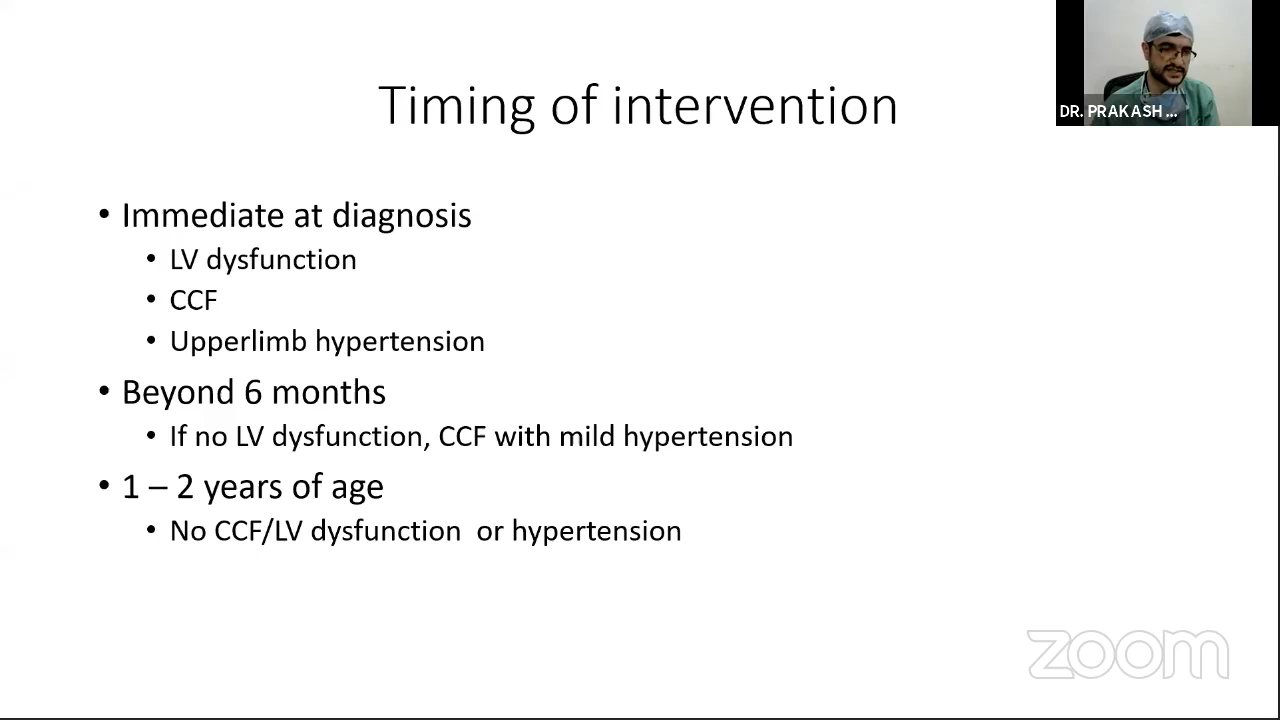 Timing of intervention
DR. PRAKASH ...
• Immediate at diagnosis
• LV dysfunction
• CCF
• Upperlimb hypertension
• Beyond 6 months
• If no LV dysfunction, CCF with mild hypertension
• 1 – 2 years of age
• No CCF/LV dysfunction  or hypertension
zoom